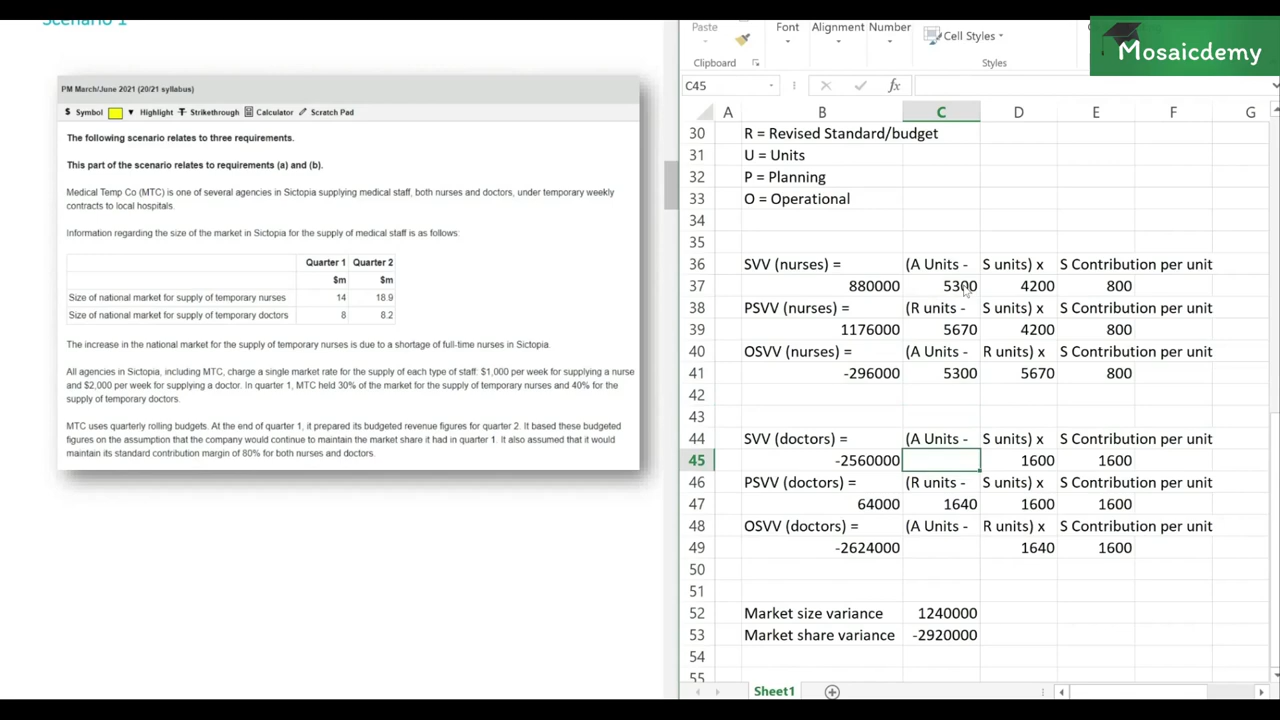 Scenario 1
PM March/June 2021 (20/21 syllabus)
$ Symbol ▼ Highlight Strikethrough Calculator Scratch Pad
The following scenario relates to three requirements.
This part of the scenario relates to requirements (a) and (b).
Medical Temp Co (MTC) is one of several agencies in Sictopia supplying medical staff, both nurses and doctors, under temporary weekly
contracts to local hospitals.
Information regarding the size of the market in Sictopia for the supply of medical staff is as follows:
Quarter 1 Quarter 2
$m $m
Size of national market for supply of temporary nurses 14 18.9
Size of national market for supply of temporary doctors 8 8.2
The increase in the national market for the supply of temporary nurses is due to a shortage of full-time nurses in Sictopia.
All agencies in Sictopia, including MTC, charge a single market rate for the supply of each type of staff: $1,000 per week for supplying a nurse
and $2,000 per week for supplying a doctor. In quarter 1, MTC held 30% of the market for the supply of temporary nurses and 40% for the
supply of temporary doctors.
MTC uses quarterly rolling budgets. At the end of quarter 1, it prepared its budgeted revenue figures for quarter 2. It based these budgeted
figures on the assumption that the company would continue to maintain the market share it had in quarter 1. It also assumed that it would
maintain its standard contribution margin of 80% for both nurses and doctors.
Paste Font Alignment Number Cell Styles
Clipboard Styles
Mosaicdemy
C45 fx
A B C D E F G
30 R = Revised Standard/budget
31 U = Units
32 P = Planning
33 O = Operational
34
35
36 SVV (nurses) = (A Units - S units) x S Contribution per unit
37 880000 5300 4200 800
38 PSVV (nurses) = (R units - S units) x S Contribution per unit
39 1176000 5670 4200 800
40 OSVV (nurses) = (A Units - R units) x S Contribution per unit
41 -296000 5300 5670 800
42
43
44 SVV (doctors) = (A Units - S units) x S Contribution per unit
45 -2560000 1600 1600
46 PSVV (doctors) = (R units - S units) x S Contribution per unit
47 64000 1640 1600 1600
48 OSVV (doctors) = (A Units - R units) x S Contribution per unit
49 -2624000 1640 1600
50
51
52 Market size variance 1240000
53 Market share variance -2920000
54
55
Sheet1